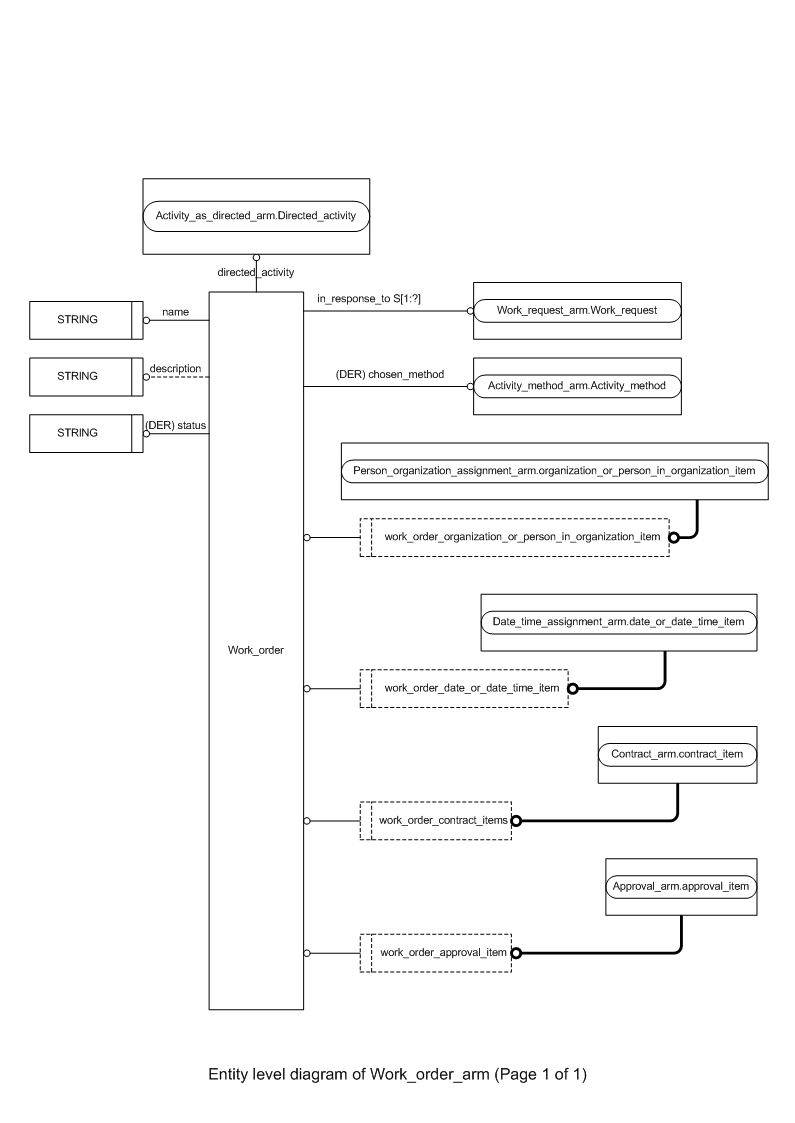 Activity_as_directed_arm.Directed_activity
directed_activity
in_response_to S[1:?]
name
STRING
Work_request_arm.Work_request
description
STRING
(DER) chosen_method
Activity_method_arm.Activity_method
(DER) status
STRING
Person_organization_assignment_arm.organization_or_person_in_organization_item
work_order_organization_or_person_in_organization_item
Date_time_assignment_arm.date_or_date_time_item
Work_order
work_order_date_or_date_time_item
Contract_arm.contract_item
work_order_contract_items
Approval_arm.approval_item
work_order_approval_item
Entity level diagram of Work_order_arm (Page 1 of 1)